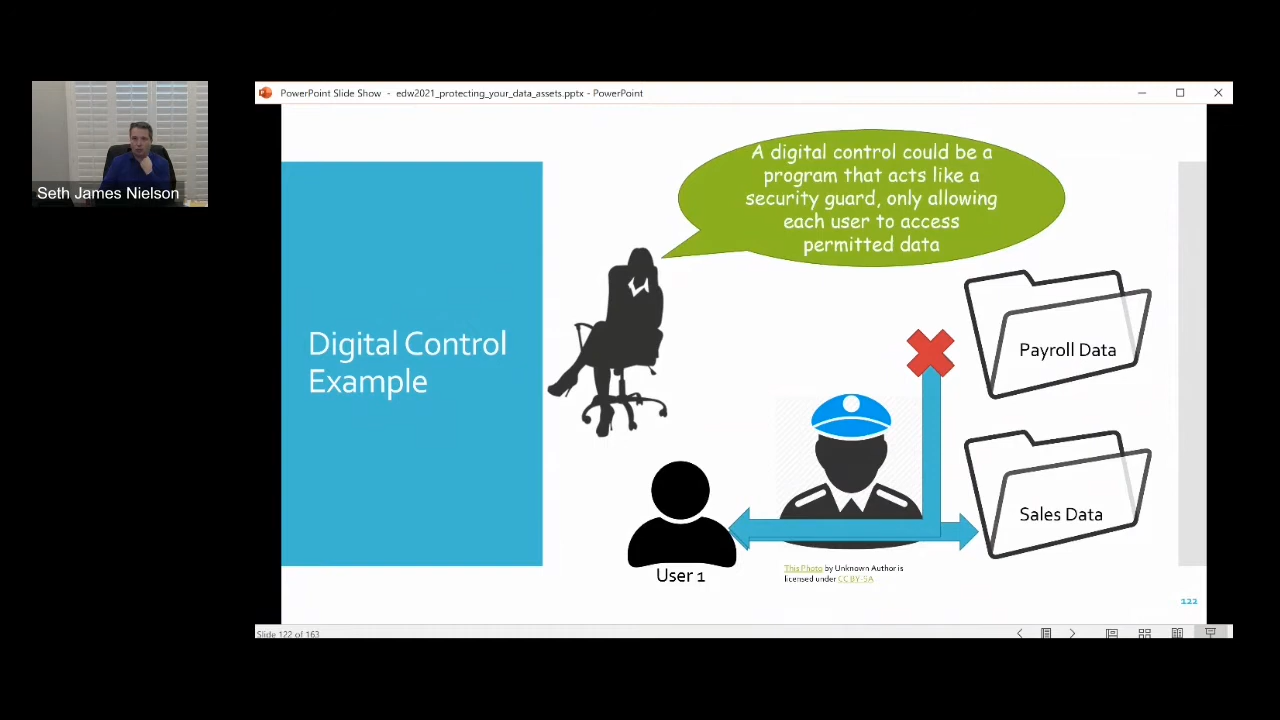 PowerPoint Slide Show - edw2021_protecting_your_data_assets.pptx - PowerPoint
Seth James Nielson
A digital control could be a
program that acts like a
security guard, only allowing
each user to access
permitted data
Digital Control
Example
Payroll Data
Sales Data
User 1
This Photo by Unknown Author is
licensed under CC BY-SA
122
Slide 122 of 163